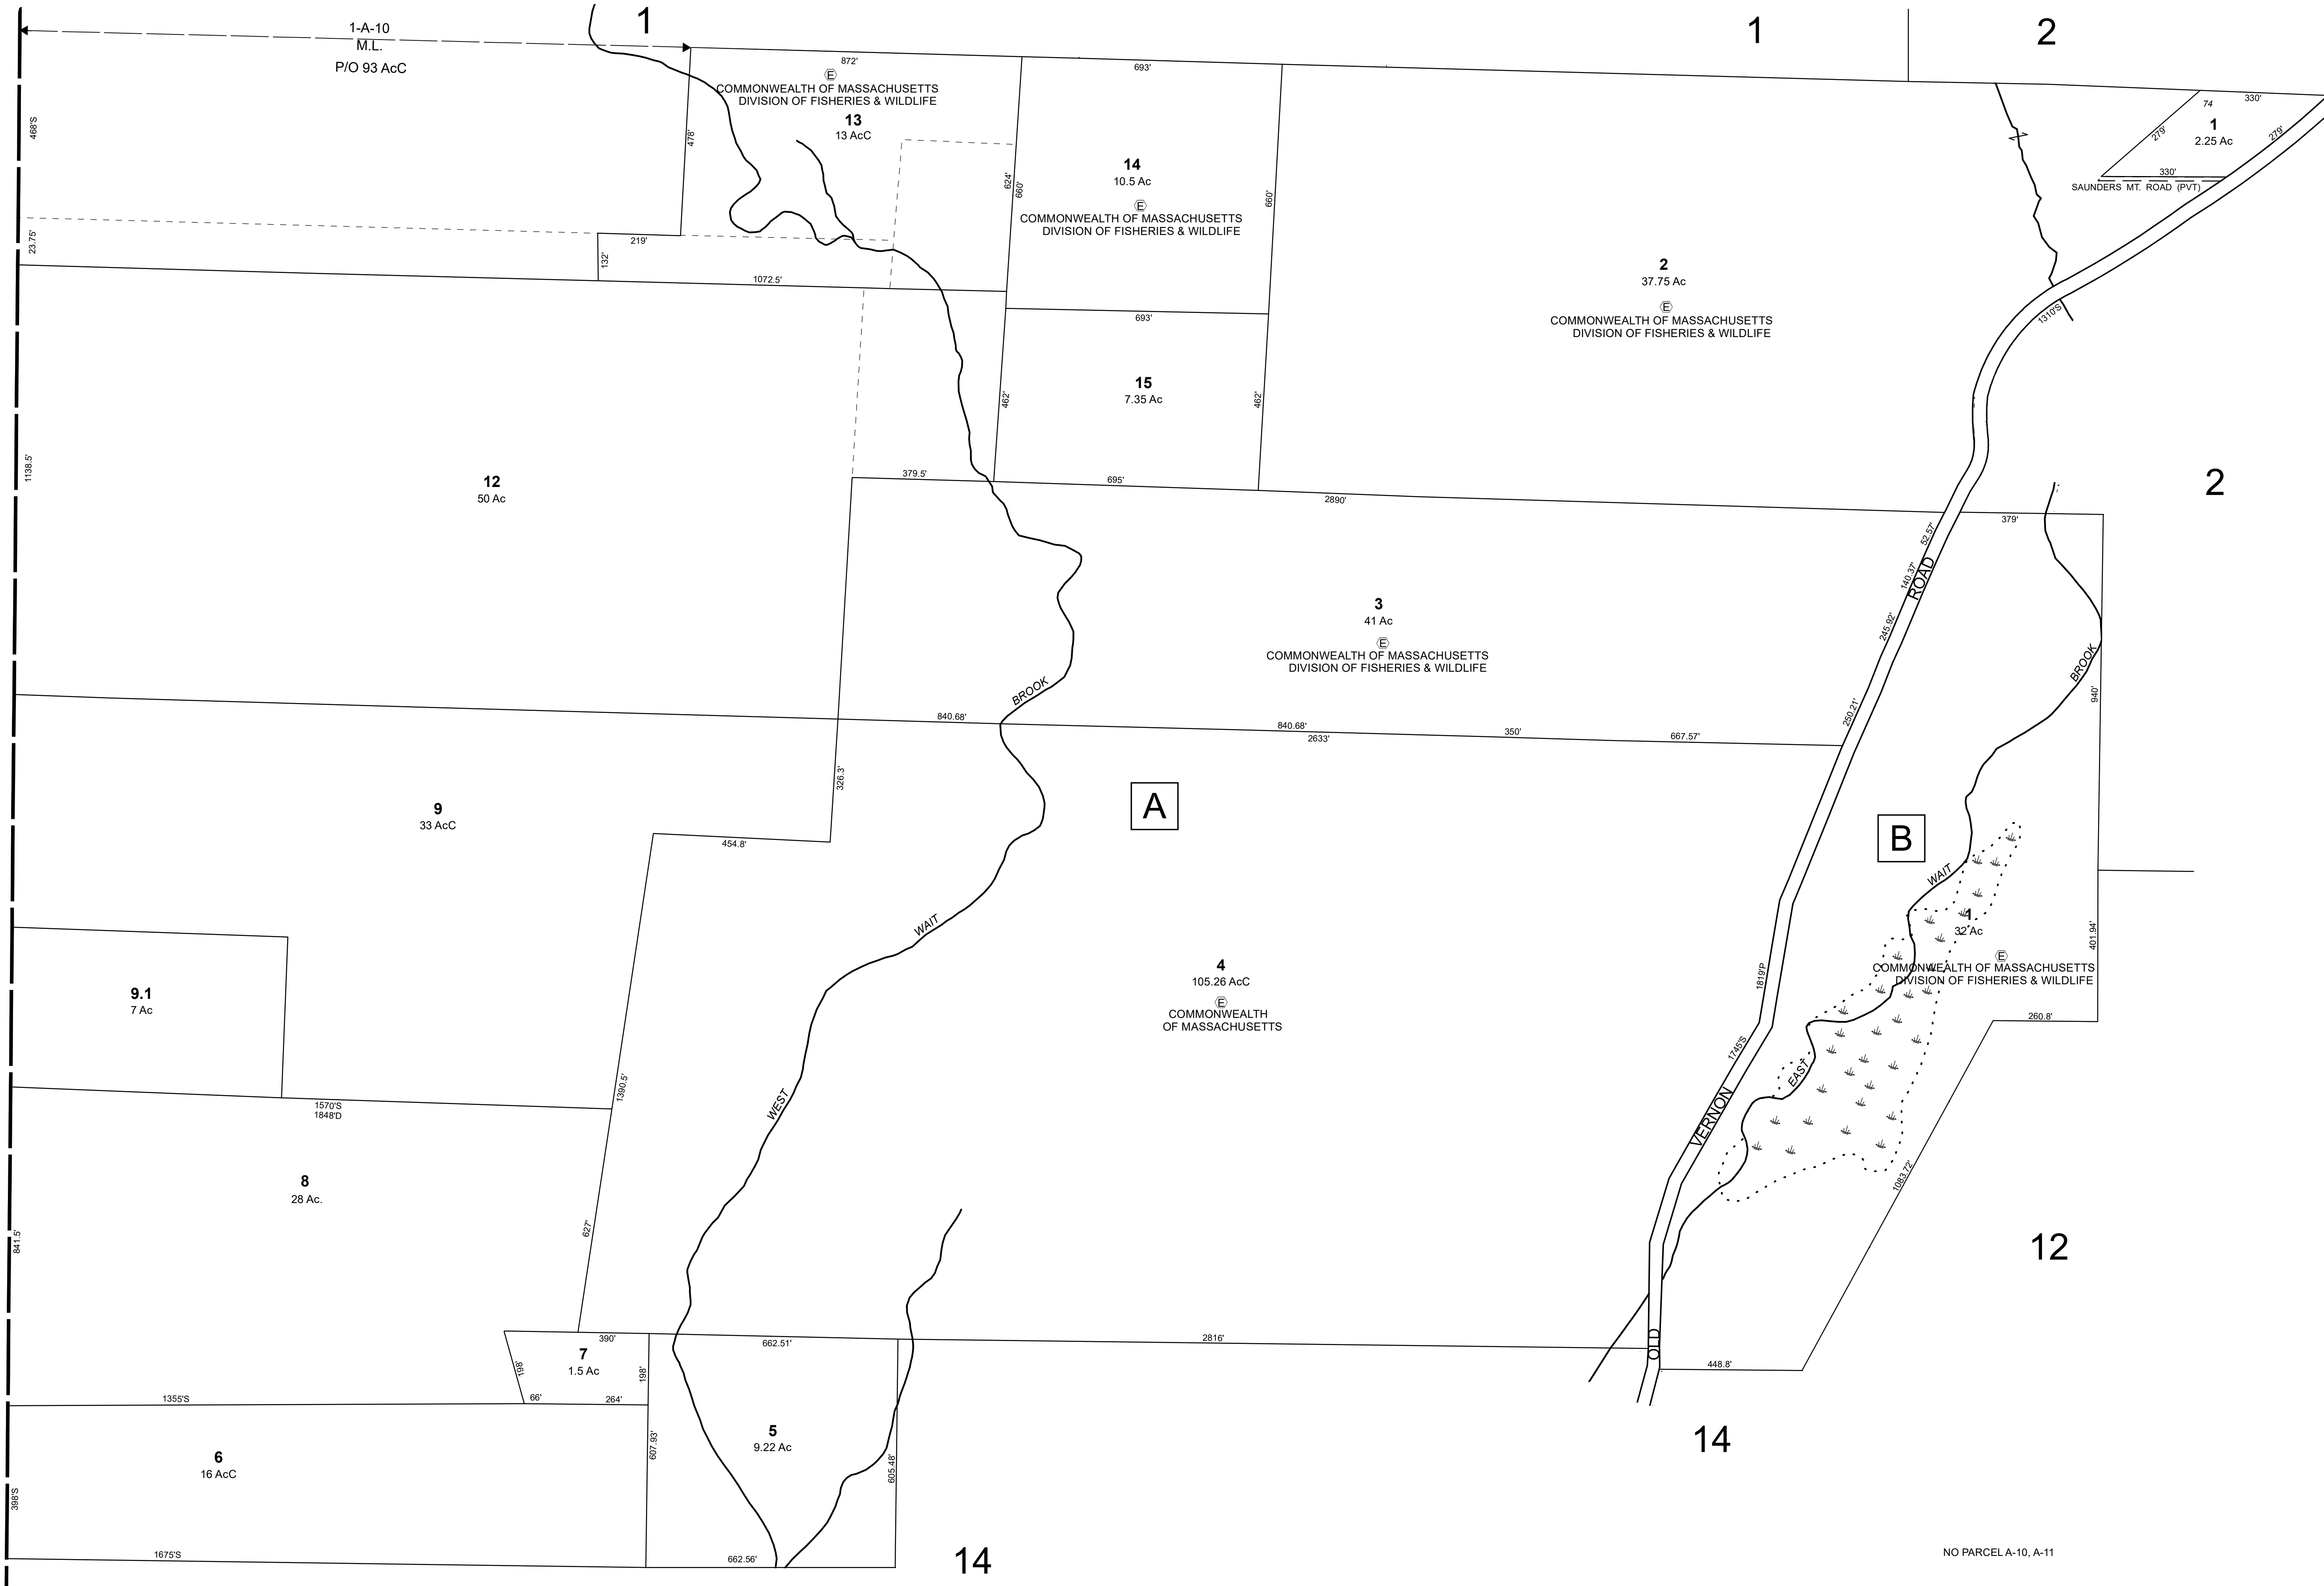 1
1
2
1-A-10
M.L.
P/O 93 AcC
872'
693'
330'
74
1
2.25 Ac
279'
279'
330'
SAUNDERS MT. ROAD (PVT)
E
COMMONWEALTH OF MASSACHUSETTS
DIVISION OF FISHERIES & WILDLIFE
13
13 AcC
468'S
478'
624'
660'
14
10.5 Ac
E
COMMONWEALTH OF MASSACHUSETTS
DIVISION OF FISHERIES & WILDLIFE
660'
23.75'
219'
132'
1072.5'
693'
2
37.75 Ac
E
COMMONWEALTH OF MASSACHUSETTS
DIVISION OF FISHERIES & WILDLIFE
1310'S
15
7.35 Ac
462'
462'
1138.5'
12
50 Ac
379.5'
695'
2890'
379'
2
52.57'
140.37'
245.92'
250.21'
ROAD
3
41 Ac
E
COMMONWEALTH OF MASSACHUSETTS
DIVISION OF FISHERIES & WILDLIFE
BROOK
BROOK
940'
840.68'
840.68'
2633'
350'
667.57'
326.3'
A
B
9
33 AcC
454.8'
WAIT
WAIT
1
32 Ac
E
COMMONWEALTH OF MASSACHUSETTS
DIVISION OF FISHERIES & WILDLIFE
401.94'
260.8'
4
105.26 AcC
E
COMMONWEALTH
OF MASSACHUSETTS
1819'P
1745'S
9.1
7 Ac
1570'S
1848'D
1390.5'
WEST
EAST
VERNON
1083.72'
8
28 Ac.
841.5'
627'
12
OLD
390'
662.51'
2816'
448.8'
7
1.5 Ac
198'
198'
1355'S
66'
264'
14
6
16 AcC
398'S
607.93'
5
9.22 Ac
605.48'
1675'S
662.56'
14
NO PARCEL A-10, A-11